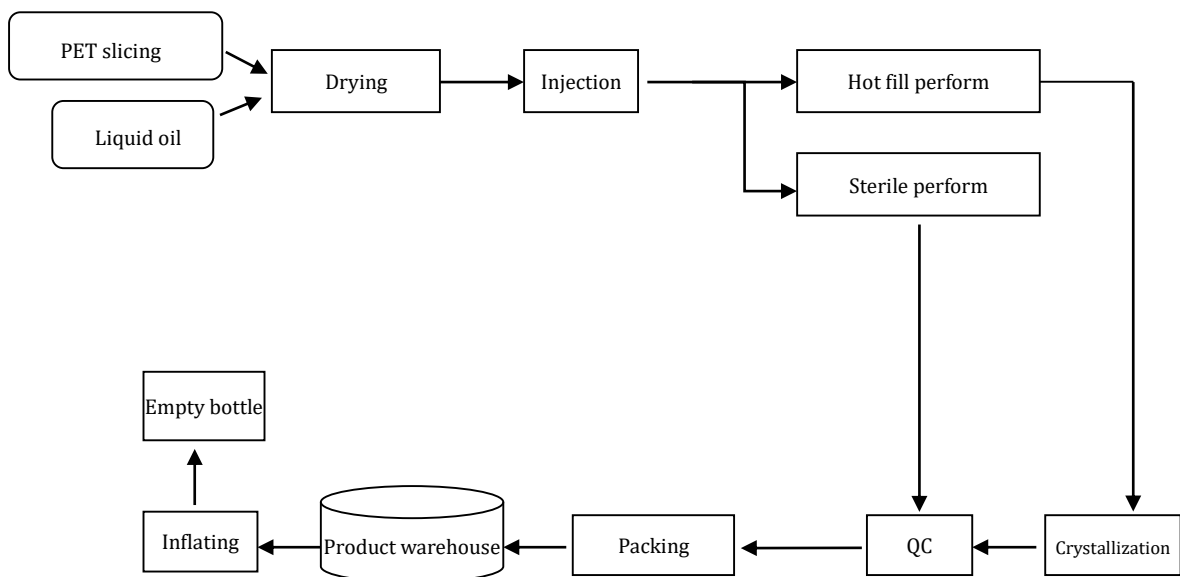 PET slicing
Liquid oil
Drying
Injection
Hot fill perform
Sterile perform
Empty bottle
Inflating
Product warehouse
Packing
QC
Crystallization